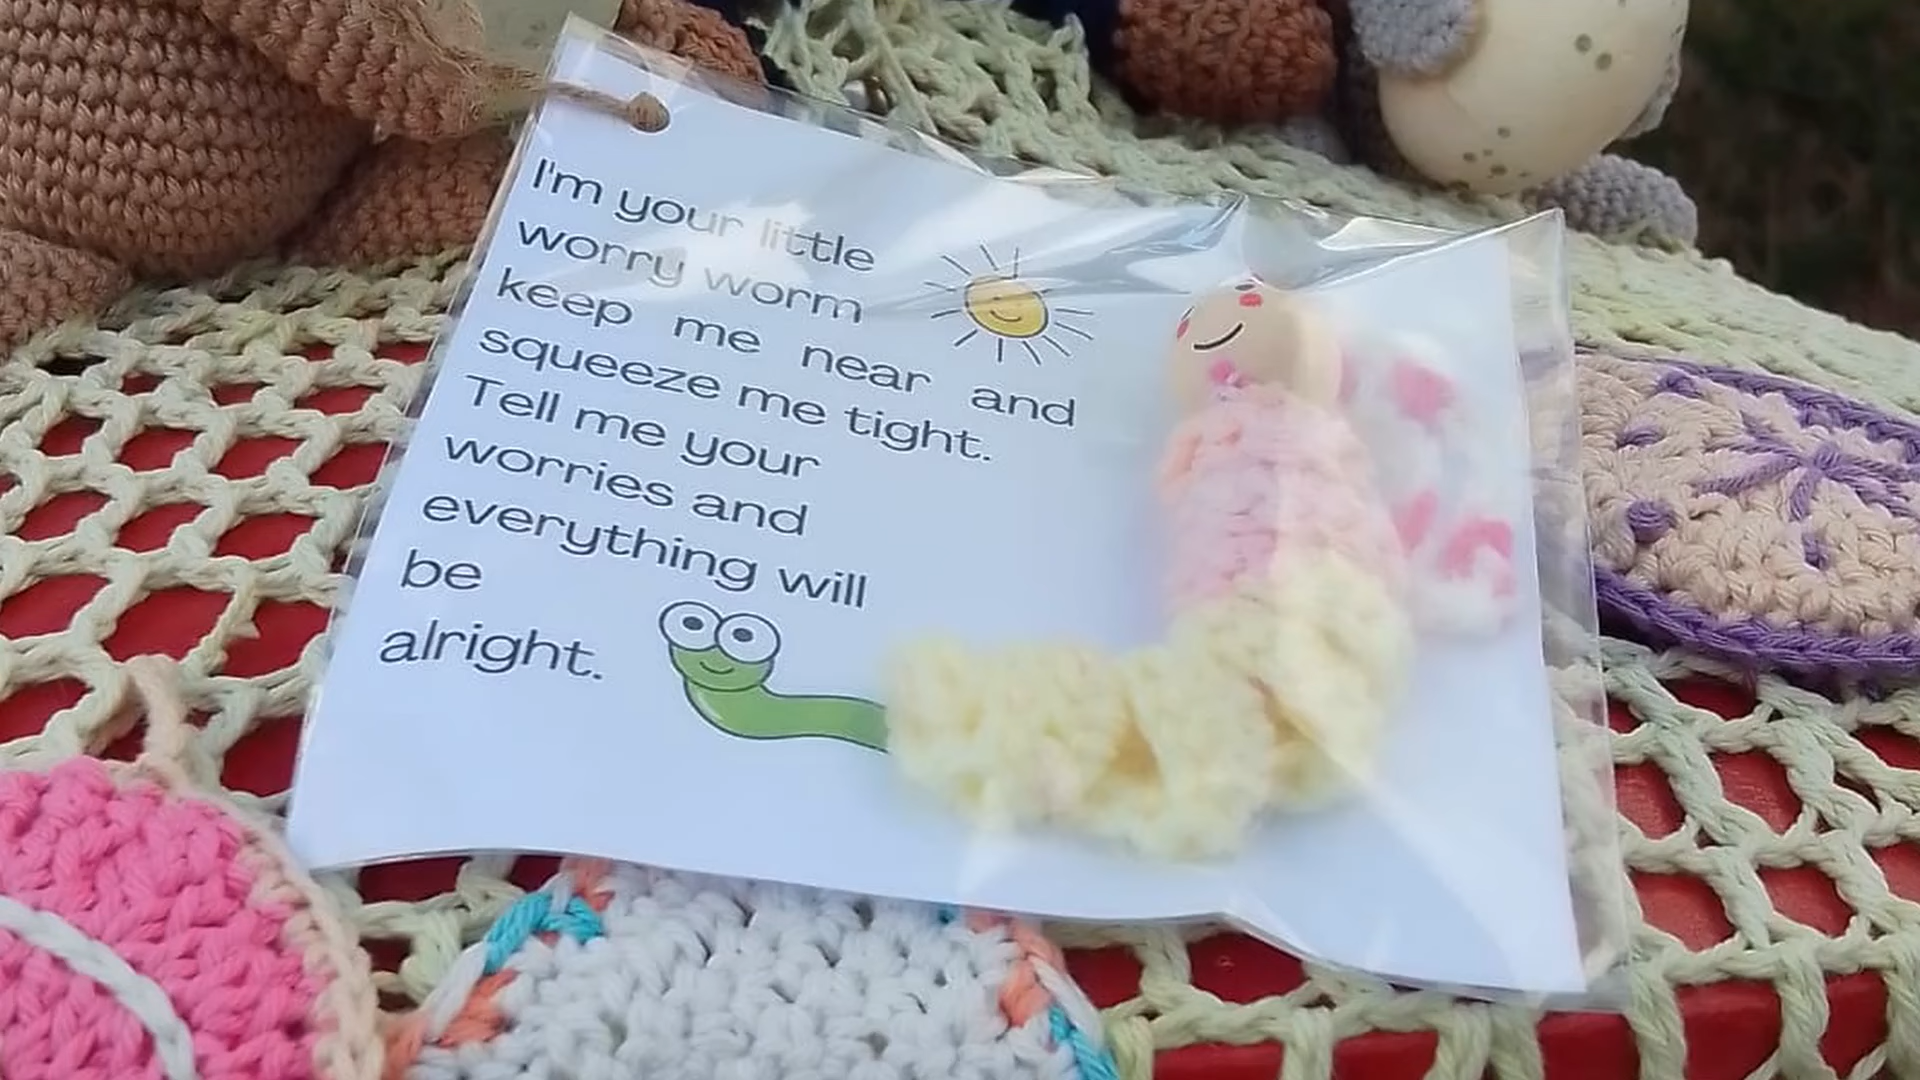 I'm your little
worry worm
keep me near and
squeeze me tight.
Tell me your
worries and
everything will
be
alright.